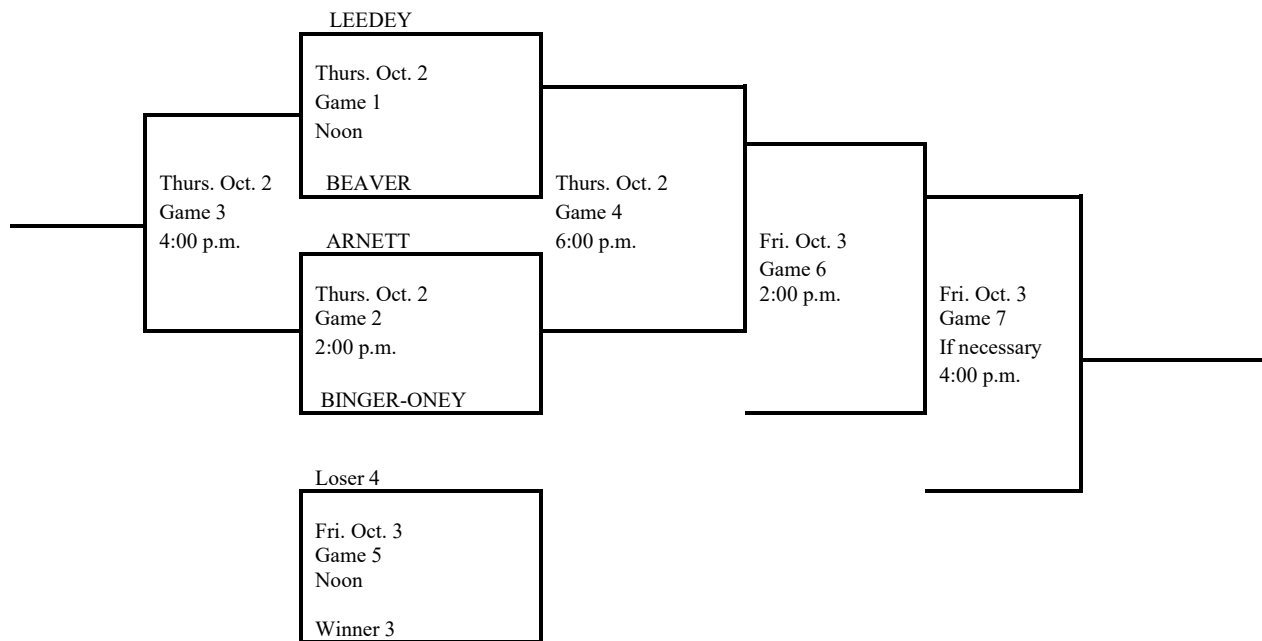 LEEDEY
Thurs. Oct. 2
Game 1
Noon
BEAVER
Thurs. Oct. 2
Game 3
4:00 p.m.
ARNETT
Thurs. Oct. 2
Game 2
2:00 p.m.
BINGER-ONEY
Thurs. Oct. 2
Game 4
6:00 p.m.
Fri. Oct. 3
Game 6
2:00 p.m.
Fri. Oct. 3
Game 7
If necessary
4:00 p.m.
Loser 4
Fri. Oct. 3
Game 5
Noon
Winner 3